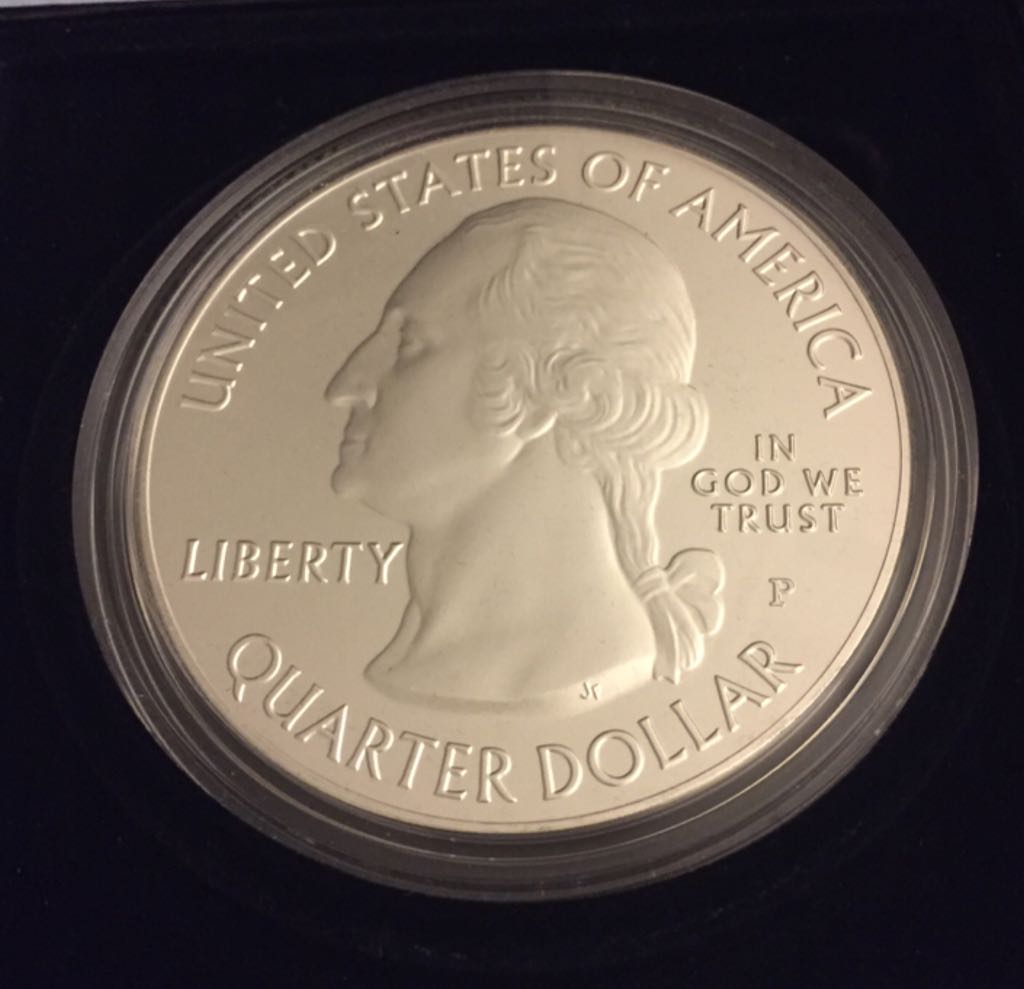 UNITED STATES OF AMERICA
IN
GOD WE
TRUST
LIBERTY
P
Jf
QUARTER DOLLAR